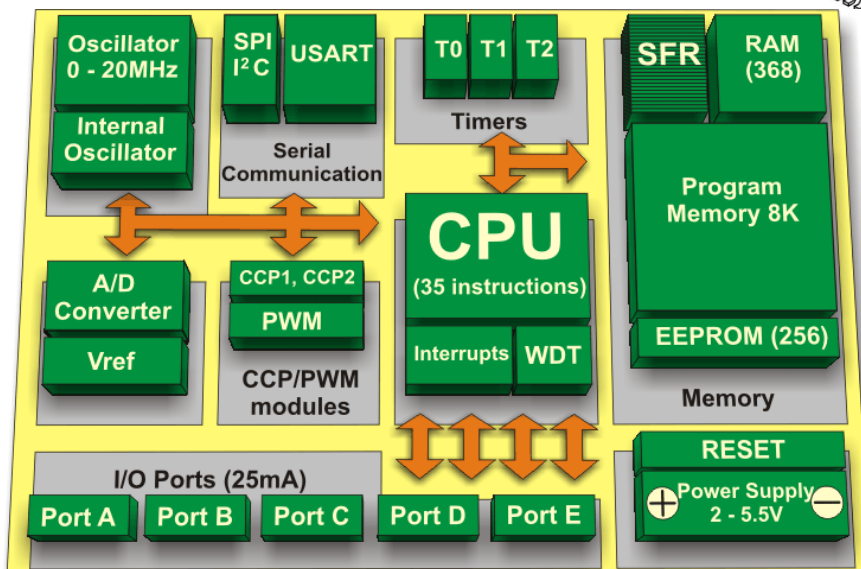 Oscillator
0 - 20MHz
Internal
Oscillator
SPI
I²C
USART
Serial
Communication
T0
T1
T2
Timers
SFR
RAM
(368)
Program
Memory 8K
EEPROM (256)
Memory
A/D
Converter
Vref
CCP1, CCP2
PWM
CCP/PWM
modules
CPU
(35 instructions)
Interrupts
WDT
I/O Ports (25mA)
Port A
Port B
Port C
Port D
Port E
RESET
+
Power Supply
2 - 5.5V
−